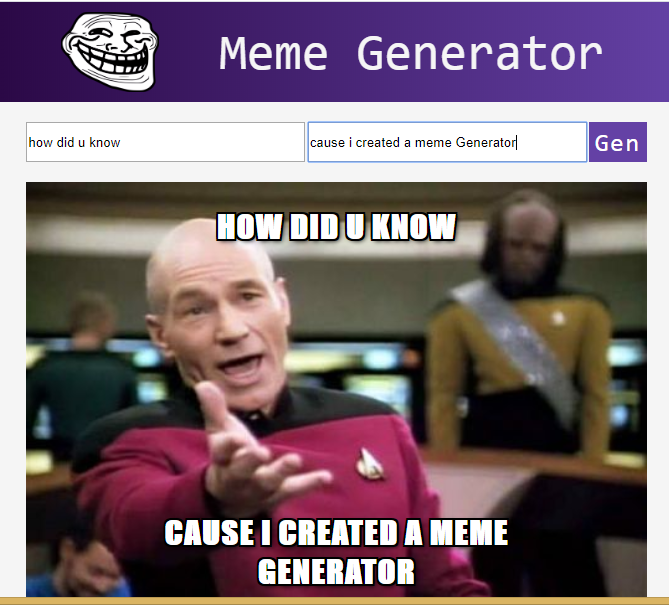 Meme Generator
how did u know
cause i created a meme Generator
Gen
HOW DID U KNOW
CAUSE I CREATED A MEME
GENERATOR